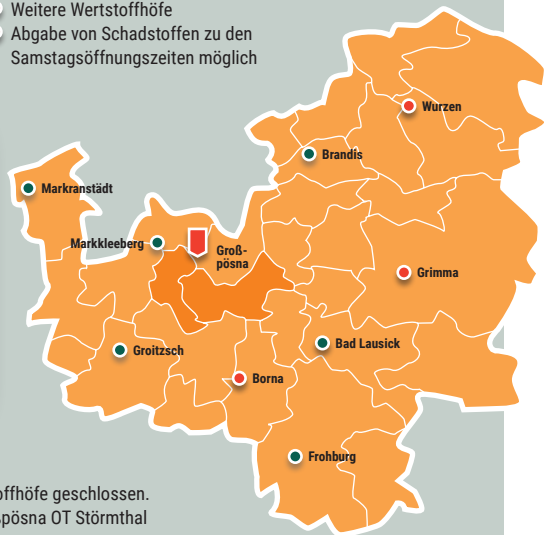 Weitere Wertstoffhöfe
Abgabe von Schadstoffen zu den
Samstagsöffnungszeiten möglich
Wurzen
Brandis
Markranstädt
Markkleeberg
Groß-
pösna
Grimma
Bad Lausick
Groitzsch
Borna
Frohburg
offhöfe geschlossen.
pösna OT Störmthal